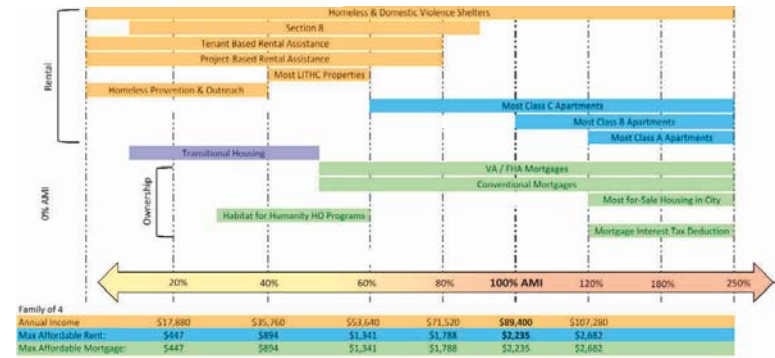 Homeless & Domestic Violence Shelters
Section 8
Tenant Based Rental Assistance
Project-Based Rental Assistance
Most LITHC Properties
Homeless Prevention & Outreach
Most Class C Apartments
Most Class B Apartments
Most Class A Apartments
Rental
Transitional Housing
VA / FHA Mortgages
Conventional Mortgages
Most for-Sale Housing in City
Habitat for Humanity HO Programs
Mortgage Interest Tax Deduction
Ownership
0% AMI
20% 40% 60% 80% 100% AMI 120% 180% 250%
Family of 4
Annual Income $17,880 $35,760 $53,640 $71,520 $89,400 $107,280
Max Affordable Rent: $447 $894 $1,341 $1,788 $2,235 $2,682
Max Affordable Mortgage: $447 $894 $1,341 $1,788 $2,235 $2,682